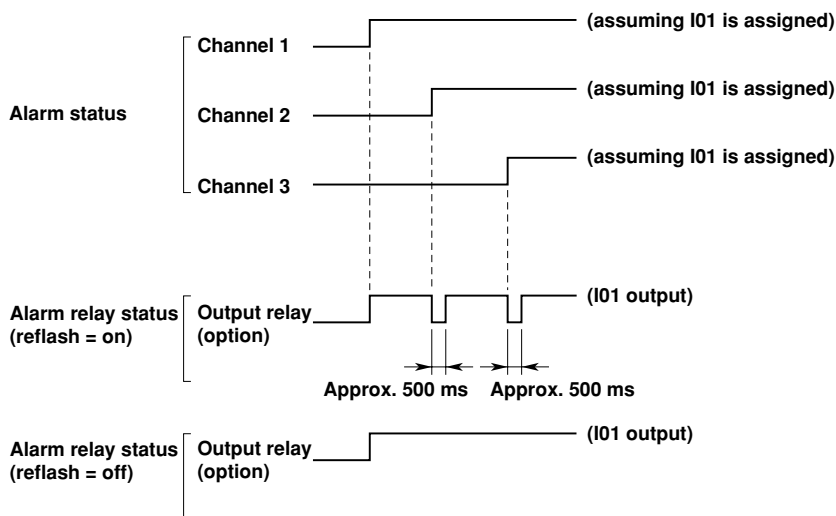 Channel 1
(assuming I01 is assigned)
Alarm status
Channel 2
(assuming I01 is assigned)
Channel 3
(assuming I01 is assigned)
Alarm relay status
(reflash = on)
Output relay
(option)
(I01 output)
Approx. 500 ms
Approx. 500 ms
Alarm relay status
(reflash = off)
Output relay
(option)
(I01 output)